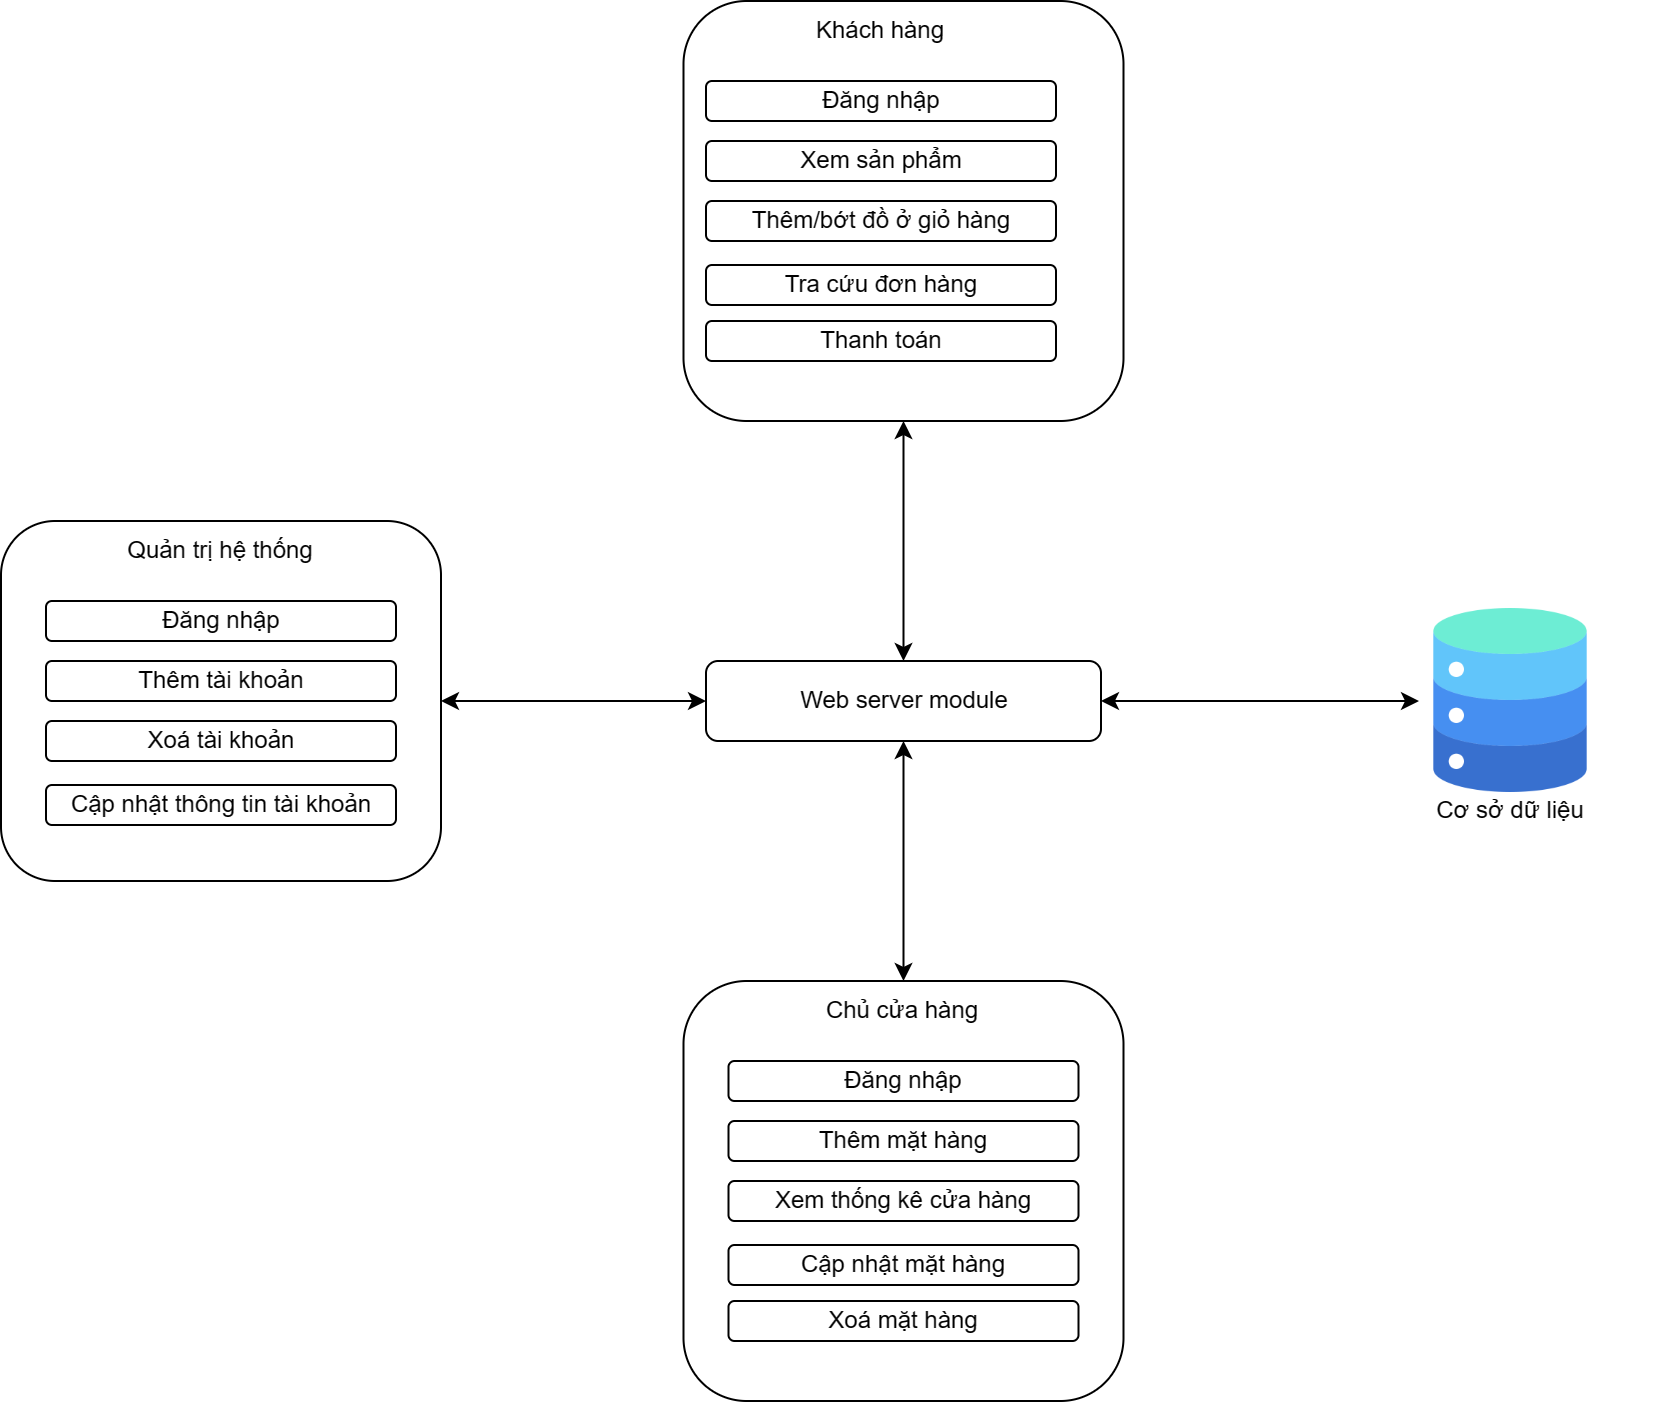 Khách hàng
Đăng nhập
Xem sản phẩm
Thêm/bớt đồ ở giỏ hàng
Tra cứu đơn hàng
Thanh toán
Quản trị hệ thống
Đăng nhập
Thêm tài khoản
Xoá tài khoản
Cập nhật thông tin tài khoản
Web server module
Cơ sở dữ liệu
Chủ cửa hàng
Đăng nhập
Thêm mặt hàng
Xem thống kê cửa hàng
Cập nhật mặt hàng
Xoá mặt hàng